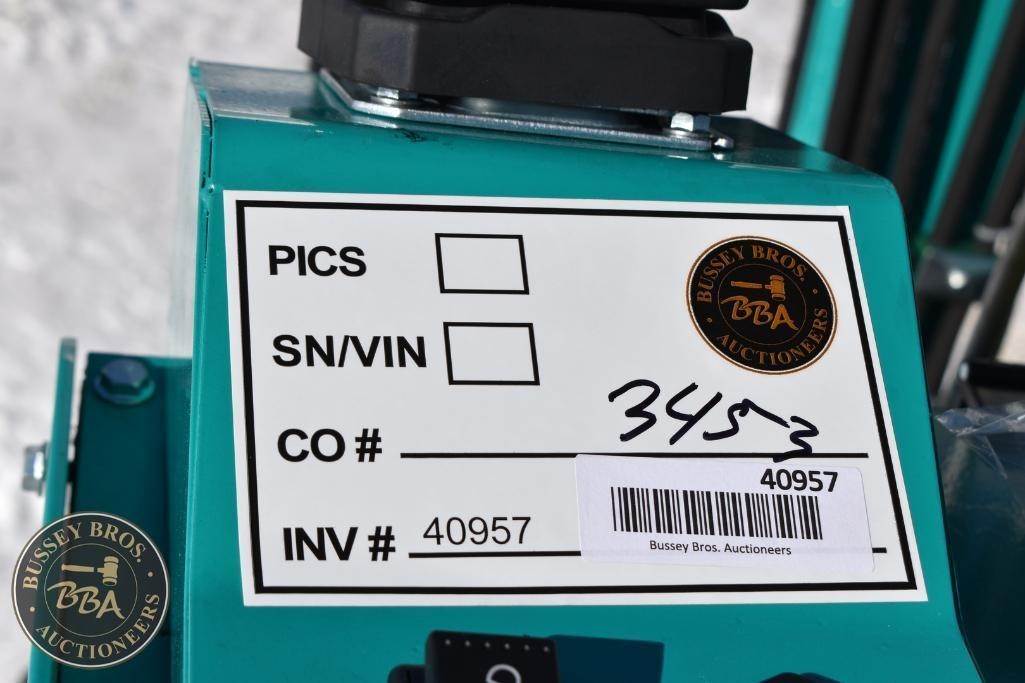 PICS
BUSSEY BROS.
BBA
AUCTIONEERS
SN/VIN
CO # 3453
40957
INV # 40957
Bussey Bros. Auctioneers
BUSSEY BROS.
BBA
AUCTIONEERS